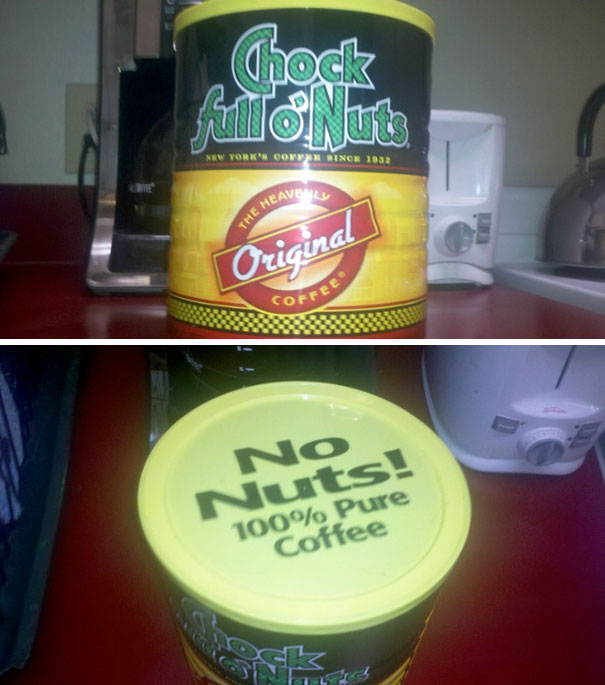 Chock
full o' Nuts
NEW YORK'S COFFEE SINCE 1932
THE HEAVENLY
Original
COFFEE®
No
Nuts!
100% Pure
Coffee
Chock
full o' Nuts